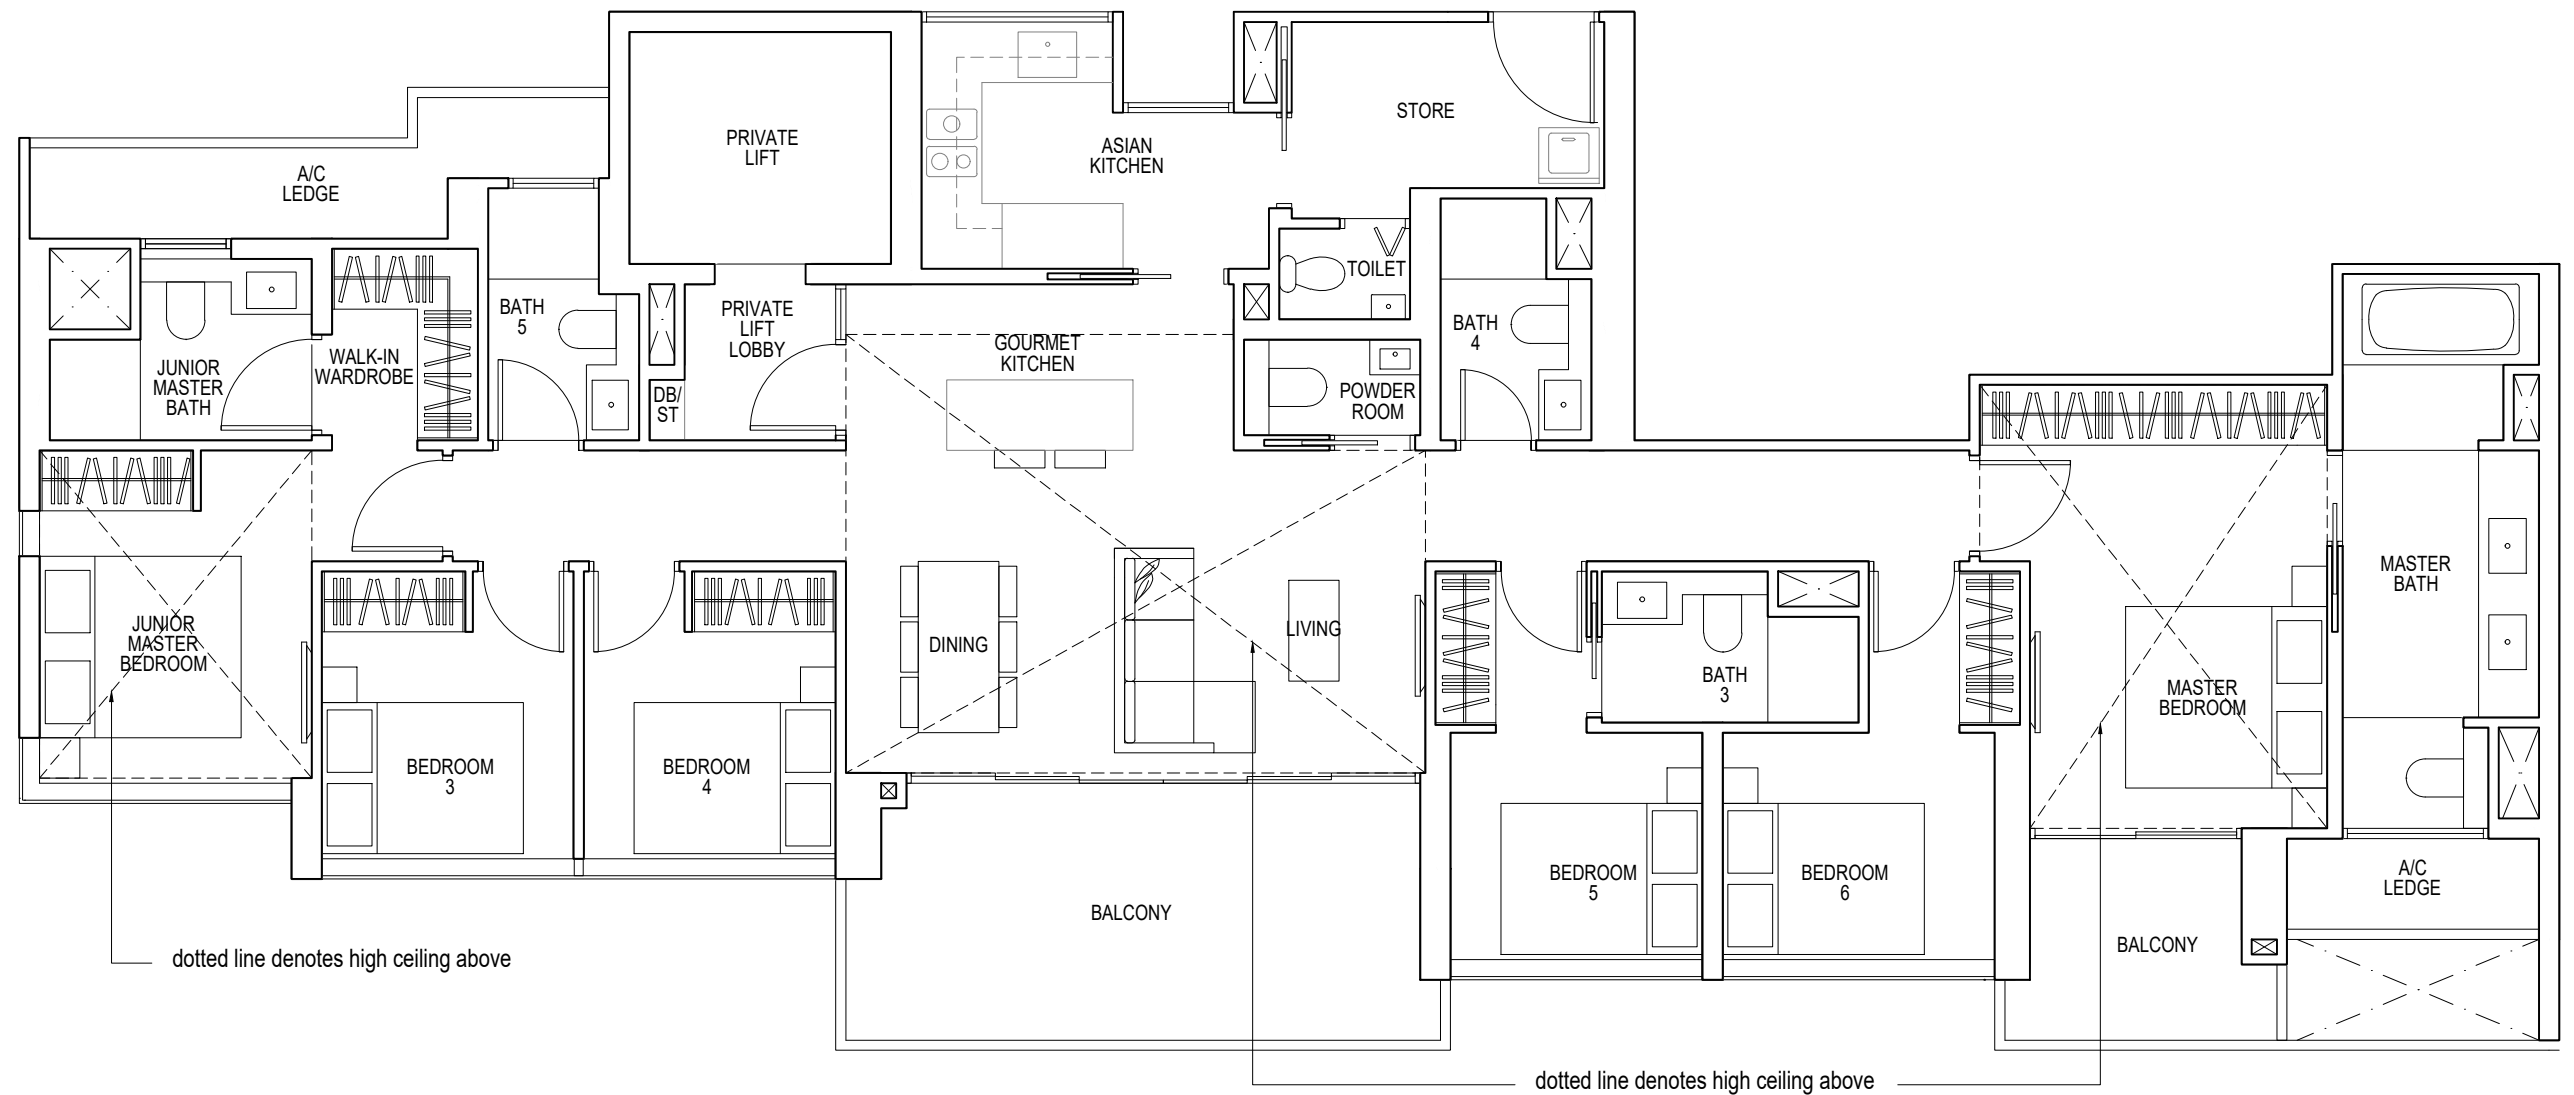 PRIVATE
LIFT
ASIAN
KITCHEN
STORE
A/C
LEDGE
TOILET
BATH
5
PRIVATE
LIFT
LOBBY
GOURMET
KITCHEN
BATH
4
JUNIOR
MASTER
BATH
WALK-IN
WARDROBE
DB/
ST
POWDER
ROOM
JUNIOR
MASTER
BEDROOM
DINING
LIVING
BATH
3
MASTER
BEDROOM
MASTER
BATH
BEDROOM
3
BEDROOM
4
BEDROOM
5
BEDROOM
6
A/C
LEDGE
BALCONY
BALCONY
dotted line denotes high ceiling above
dotted line denotes high ceiling above